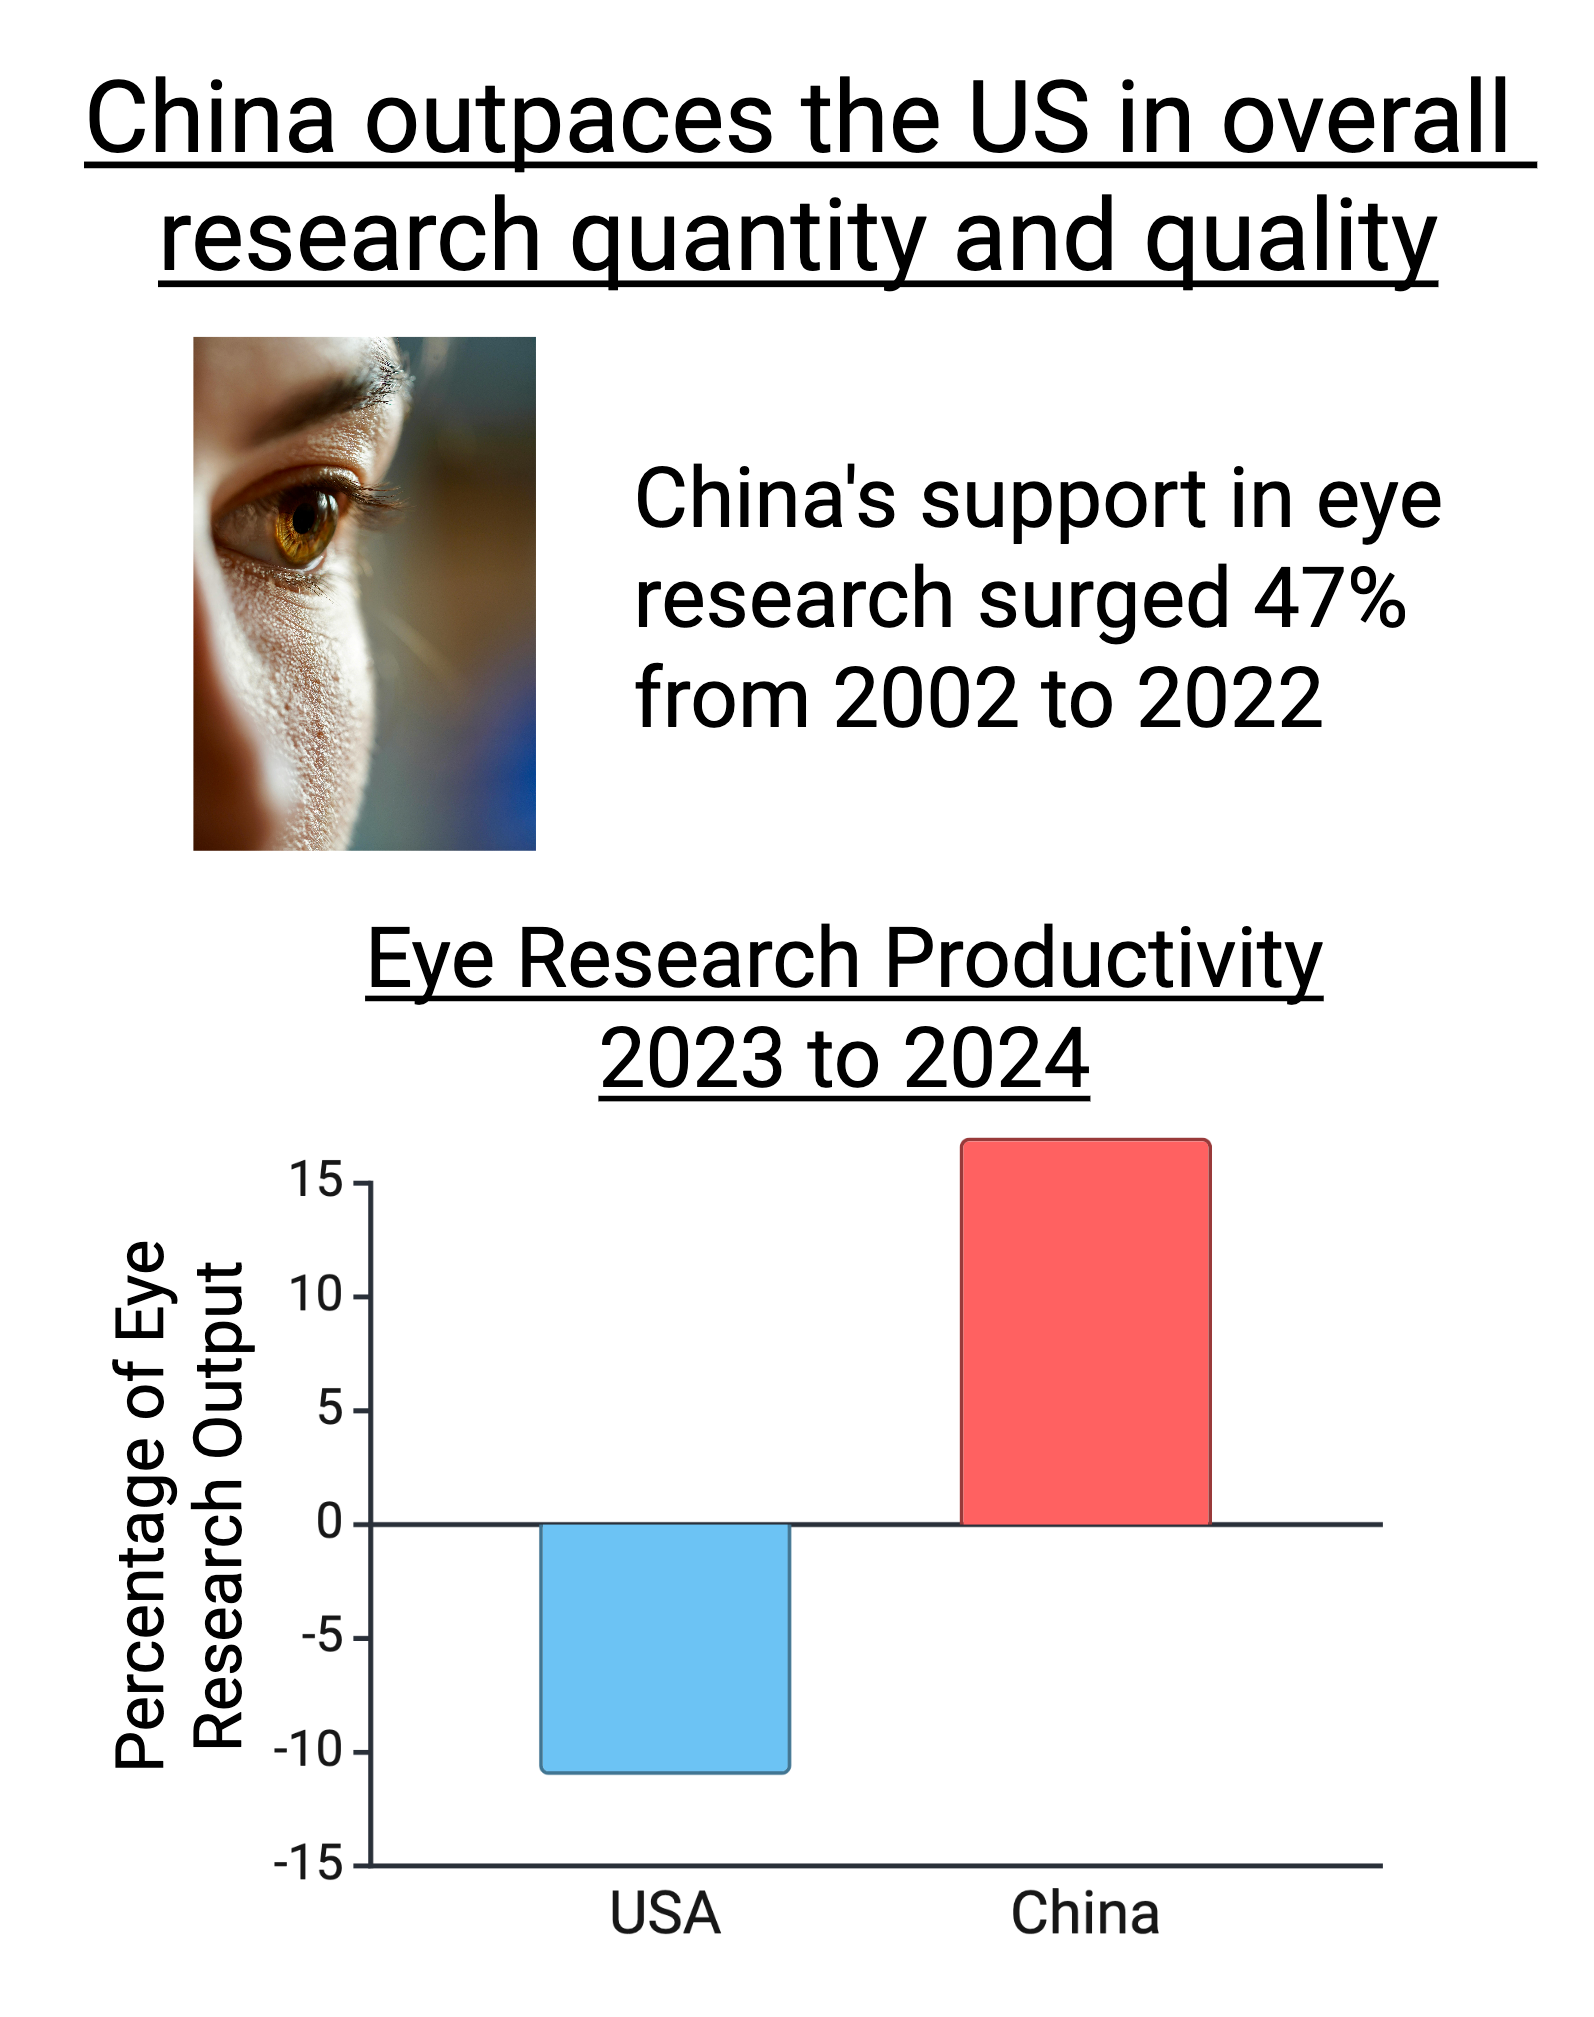 China outpaces the US in overall
research quantity and quality
China's support in eye
research surged 47%
from 2002 to 2022
Eye Research Productivity
2023 to 2024
Percentage of Eye
Research Output
15
10
5
0
-5
-10
-15
USA China